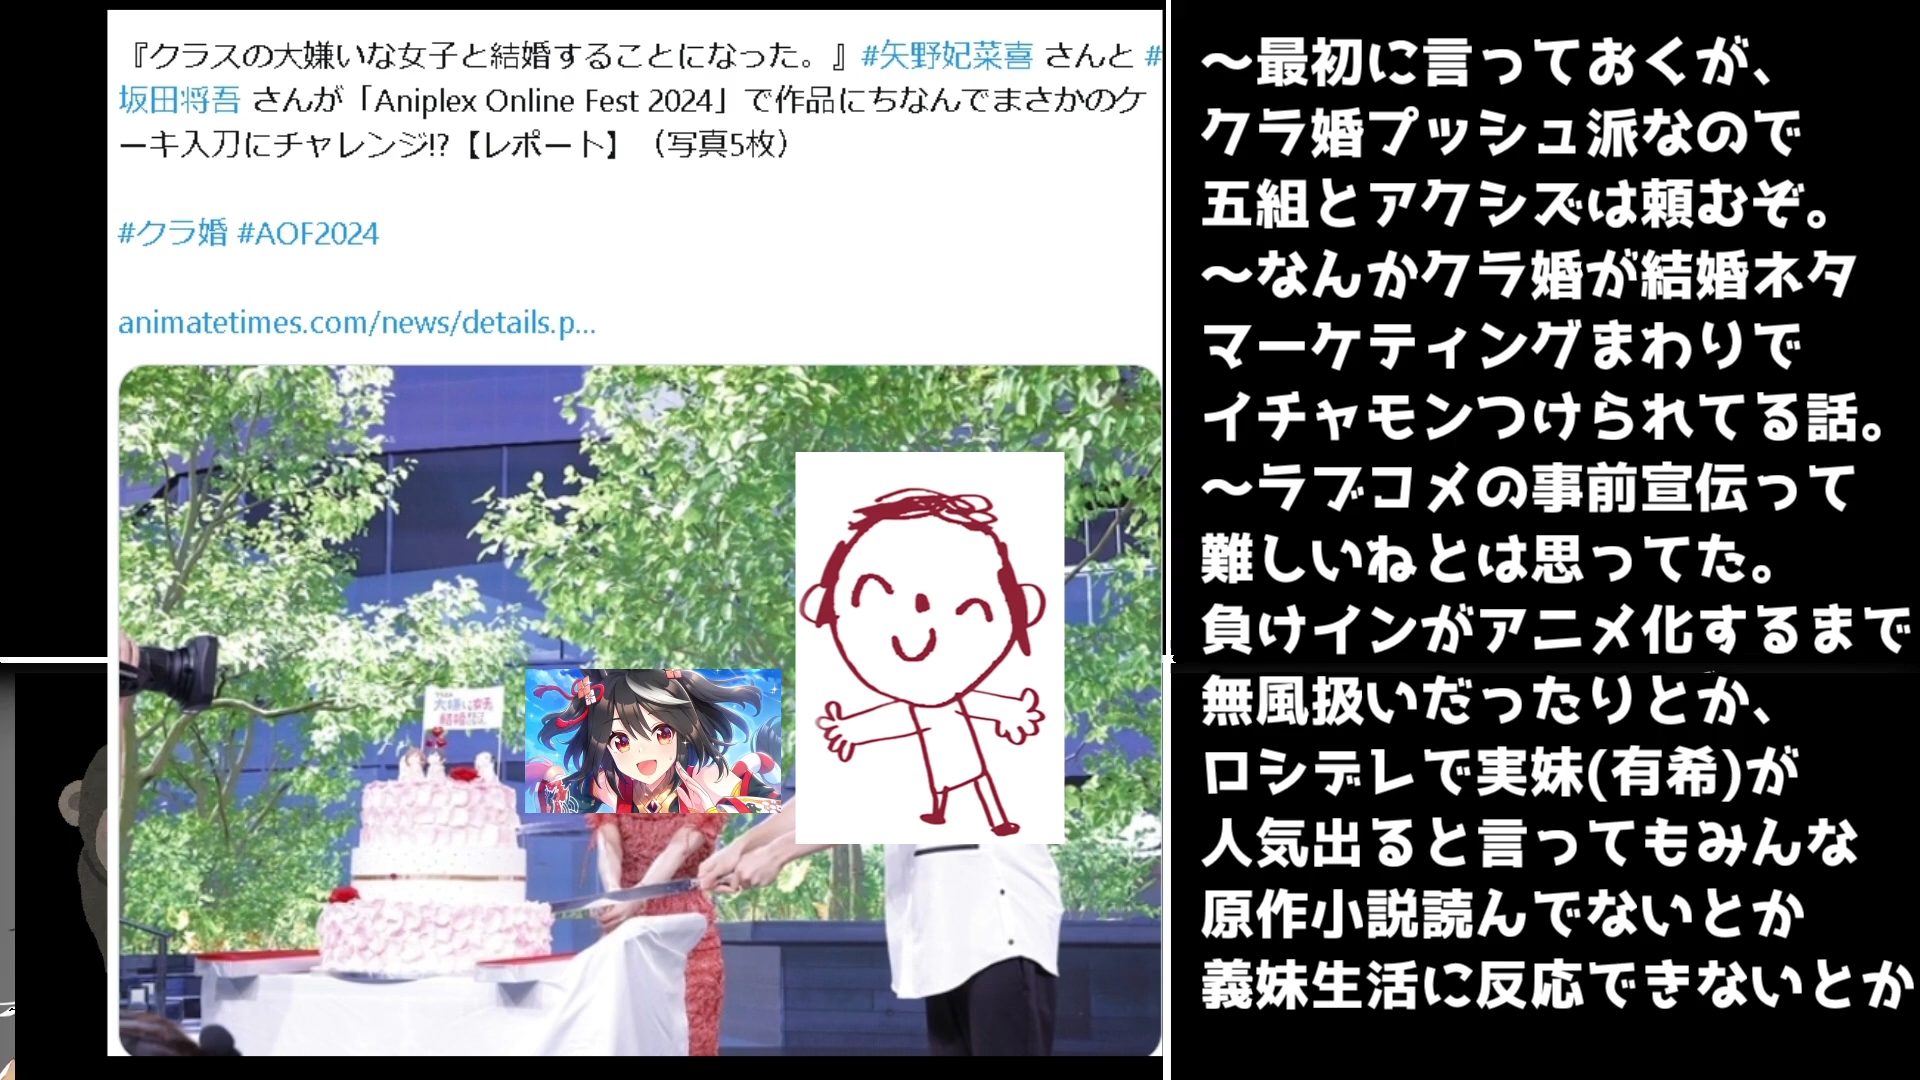 『クラスの大嫌いな女子と結婚することになった。』#矢野妃菜喜 さんと #
坂田将吾 さんが「Aniplex Online Fest 2024」で作品にちなんでまさかのケ
ーキ入刀にチャレンジ!?【レポート】（写真5枚）
#クラ婚 #AOF2024
animatetimes.com/news/details.p...
大嫌いな女子
結婚
～最初に言っておくが、
クラ婚プッシュ派なので
五組とアクシズは頼むぞ。
～なんかクラ婚が結婚ネタ
マーケティングまわりで
イチャモンつけられてる話。
～ラブコメの事前宣伝って
難しいねとは思ってた。
負けインがアニメ化するまで
無風扱いだったりとか、
ロシデレで実妹(有希)が
人気出ると言ってもみんな
原作小説読んでないとか
義妹生活に反応できないとか